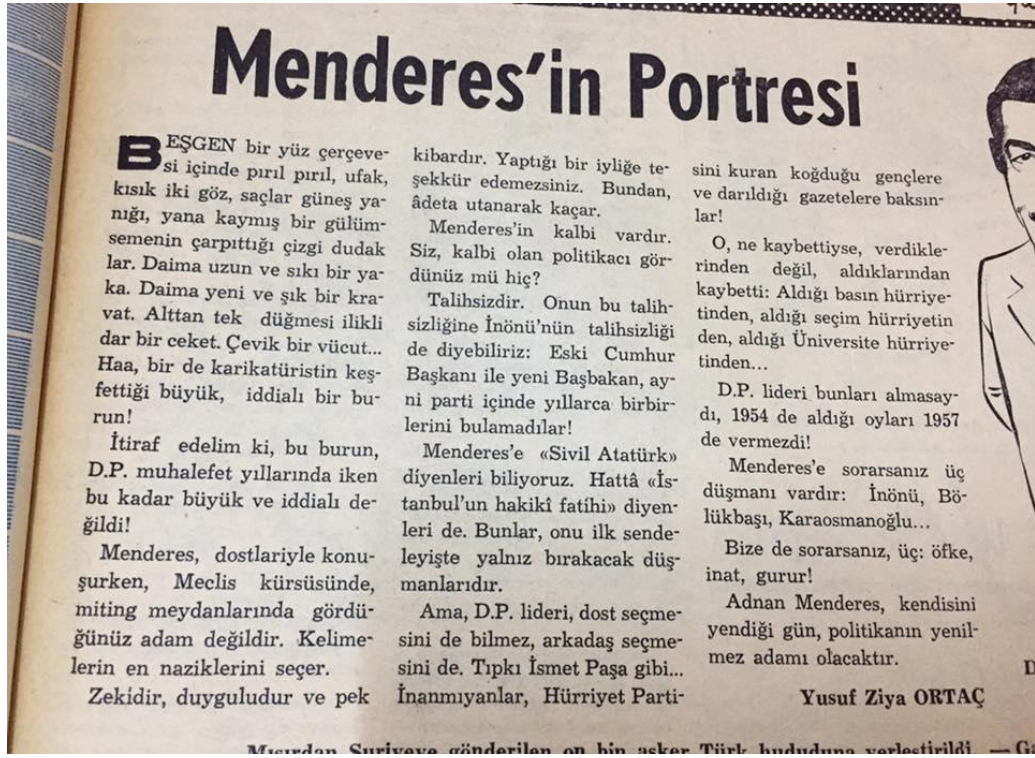 Menderes'in Portresi
BEŞGEN bir yüz çerçeve-
si içinde pırıl pırıl, ufak,
kısık iki göz, saçlar güneş ya-
nığı, yana kaymış bir gülüm-
semenin çarpıttığı çizgi dudak
lar. Daima uzun ve sıkı bir ya-
ka. Daima yeni ve şık bir kra-
vat. Alttan tek düğmesi ilikli
dar bir ceket. Çevik bir vücut...
Haa, bir de karikatüristin keş-
fettiği büyük, iddialı bir bu-
run!
İtiraf edelim ki, bu burun,
D.P. muhalefet yıllarında iken
bu kadar büyük ve iddialı de-
ğildi!
Menderes, dostlariyle konu-
şurken, Meclis kürsüsünde,
miting meydanlarında gördü-
ğünüz adam değildir. Kelime-
lerin en naziklerini seçer.
Zekidir, duyguludur ve pek
kibardır. Yaptığı bir iyliğe te-
şekkür edemezsiniz. Bundan,
âdeta utanarak kaçar.
Menderes'in kalbi vardır.
Siz, kalbi olan politikacı gör-
dünüz mü hiç?
Talihsizdir. Onun bu talih-
sizliğine İnönü'nün talihsizliği
de diyebiliriz: Eski Cumhur
Başkanı ile yeni Başbakan, ay-
ni parti içinde yıllarca birbir-
lerini bulamadılar!
Menderes'e «Sivil Atatürk»
diyenleri biliyoruz. Hattâ «İs-
tanbul'un hakikî fatihi» diyen-
leri de. Bunlar, onu ilk sende-
leyişte yalnız bırakacak düş-
manlarıdır.
Ama, D.P. lideri, dost seçme-
sini de bilmez, arkadaş seçme-
sini de. Tıpkı İsmet Paşa gibi...
İnanmıyanlar, Hürriyet Parti-
sini kuran koğduğu gençlere
ve darıldığı gazetelere baksın-
lar!
O, ne kaybettiyse, verdikle-
rinden değil, aldıklarından
kaybetti: Aldığı basın hürriye-
tinden, aldığı seçim hürriyetin
den, aldığı Üniversite hürriye-
tinden...
D.P. lideri bunları almasay-
dı, 1954 de aldığı oyları 1957
de vermezdi!
Menderes'e sorarsanız üç
düşmanı vardır: İnönü, Bö-
lükbaşı, Karaosmanoğlu...
Bize de sorarsanız, üç: öfke,
inat, gurur!
Adnan Menderes, kendisini
yendiği gün, politikanın yenil-
mez adamı olacaktır.
Yusuf Ziya ORTAÇ
Mısırdan Suriyeye gönderilen on bin asker Türk hududuna yerleştirildi. —